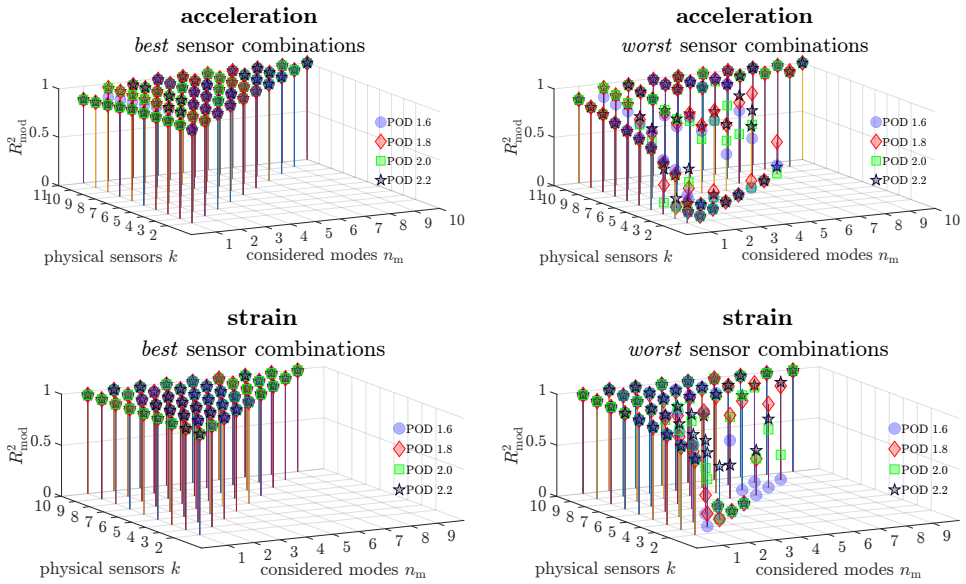 acceleration
best sensor combinations
1
0.5
0
R²mod
11
10
9
8
7
6
5
4
3
2
physical sensors k
1
2
3
4
5
6
7
8
9
10
considered modes nm
POD 1.6
POD 1.8
POD 2.0
POD 2.2
acceleration
worst sensor combinations
1
0.5
0
R²mod
11
10
9
8
7
6
5
4
3
2
physical sensors k
1
2
3
4
5
6
7
8
9
10
considered modes nm
POD 1.6
POD 1.8
POD 2.0
POD 2.2
strain
best sensor combinations
1
0.5
0
R²mod
10
9
8
7
6
5
4
3
2
physical sensors k
1
2
3
4
5
6
7
8
9
considered modes nm
POD 1.6
POD 1.8
POD 2.0
POD 2.2
strain
worst sensor combinations
1
0.5
0
R²mod
10
9
8
7
6
5
4
3
2
physical sensors k
1
2
3
4
5
6
7
8
9
considered modes nm
POD 1.6
POD 1.8
POD 2.0
POD 2.2